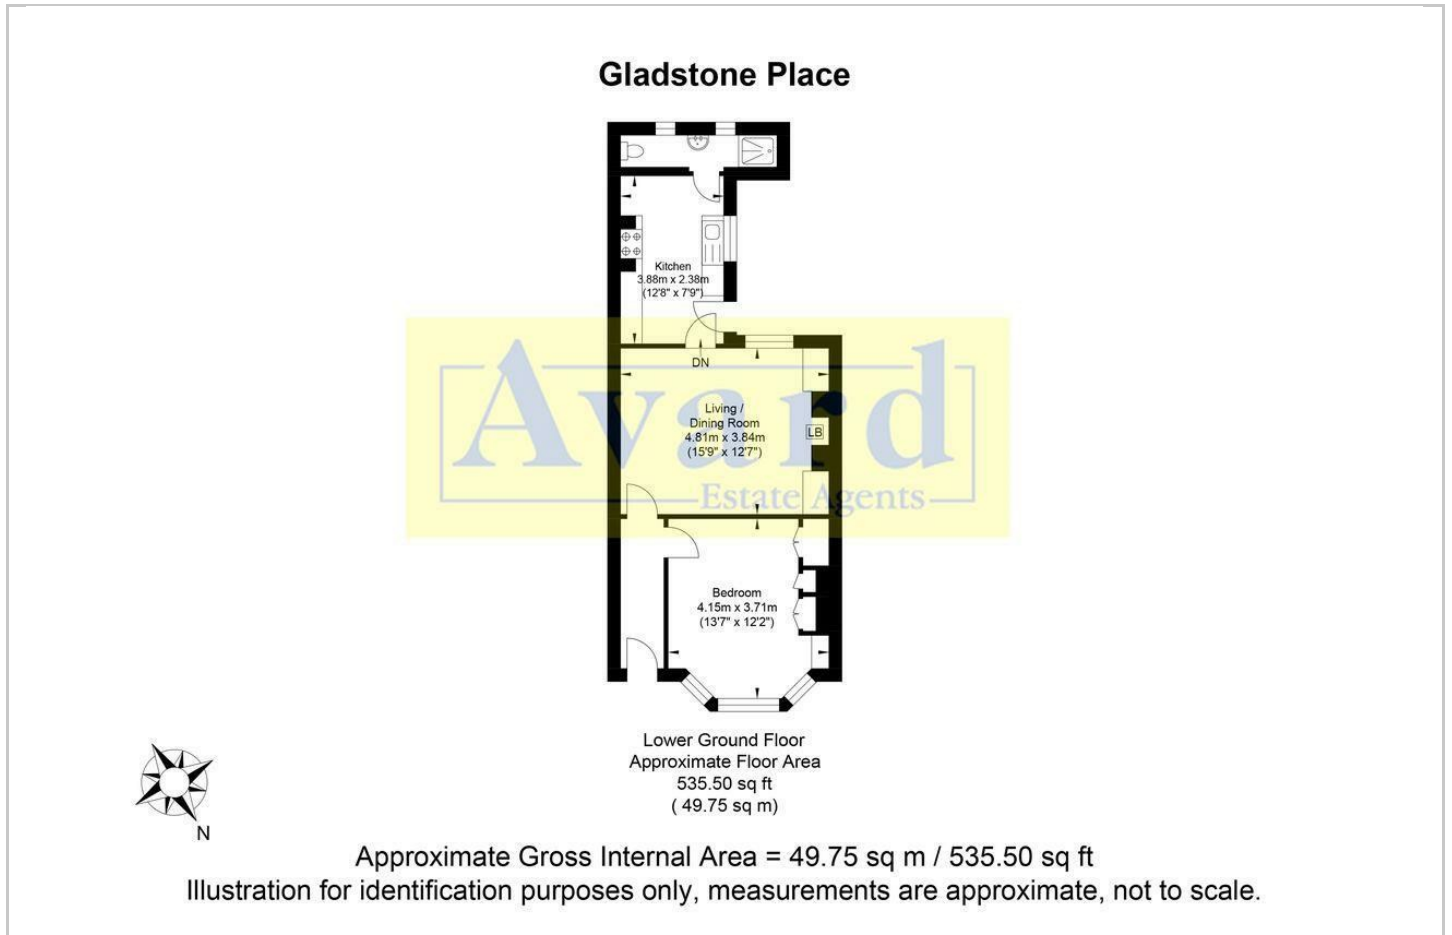 Gladstone Place
Kitchen
3.88m x 2.38m
(12'8" x 7'9")
DN
Living /
Dining Room
4.81m x 3.84m
(15'9" x 12'7")
LB
Avard
Estate Agents
Bedroom
4.15m x 3.71m
(13'7" x 12'2")
Lower Ground Floor
Approximate Floor Area
535.50 sq ft
( 49.75 sq m)
N
Approximate Gross Internal Area = 49.75 sq m / 535.50 sq ft
Illustration for identification purposes only, measurements are approximate, not to scale.